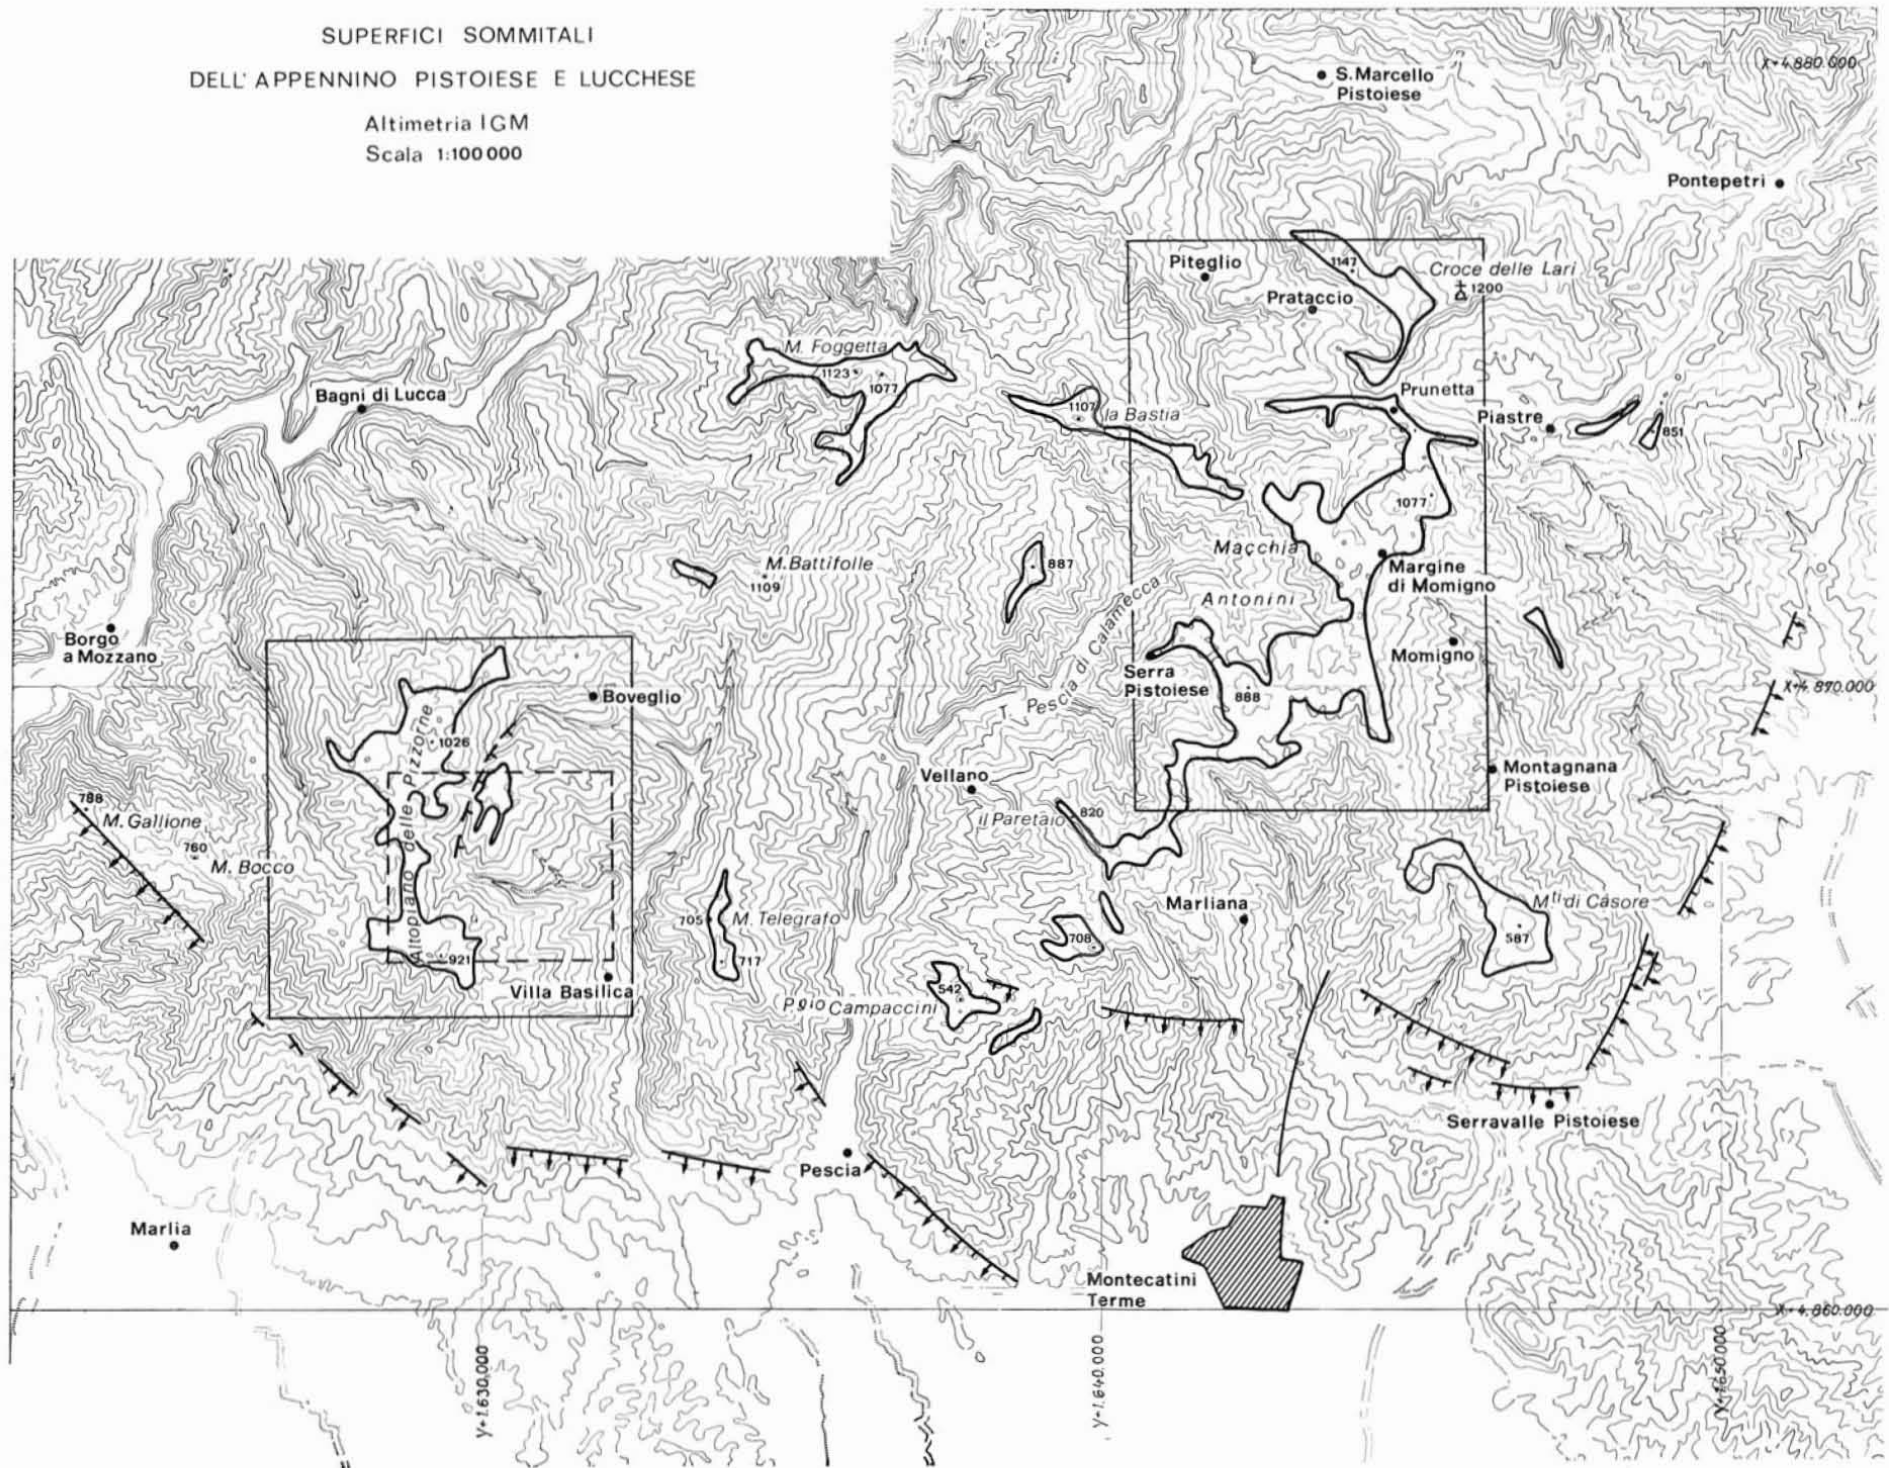 SUPERFICI SOMMITALI
DELL' APPENNINO PISTOIESE E LUCCHESE
Altimetria IGM
Scala 1:100 000
X=4.880.000
S. Marcello
Pistoiese
Pontepetri
Piteglio
1147
Croce delle Lari
1200
Prataccio
M. Foggetta
1123
1077
Bagni di Lucca
Prunetta
1107
la Bastia
Piastre
851
1077
Macchia
Antonini
Margine
di Momigno
M. Battifolle
1109
887
T. Pescia di Calamecca
Borgo
a Mozzano
Momigno
Serra
Pistoiese
888
X=4.870.000
Boveglio
Altopiano delle Pizzorne
1026
Vellano
Montagnana
Pistoiese
788
M. Gallione
760
M. Bocco
il Paretaio
820
705
M. Telegrafo
717
Marliana
Mti di Casore
587
708
921
Villa Basilica
542
Pgio Campaccini
Serravalle Pistoiese
Pescia
Marlia
Montecatini
Terme
X=4.860.000
Y=1.630.000
Y=1.640.000
Y=1.650.000